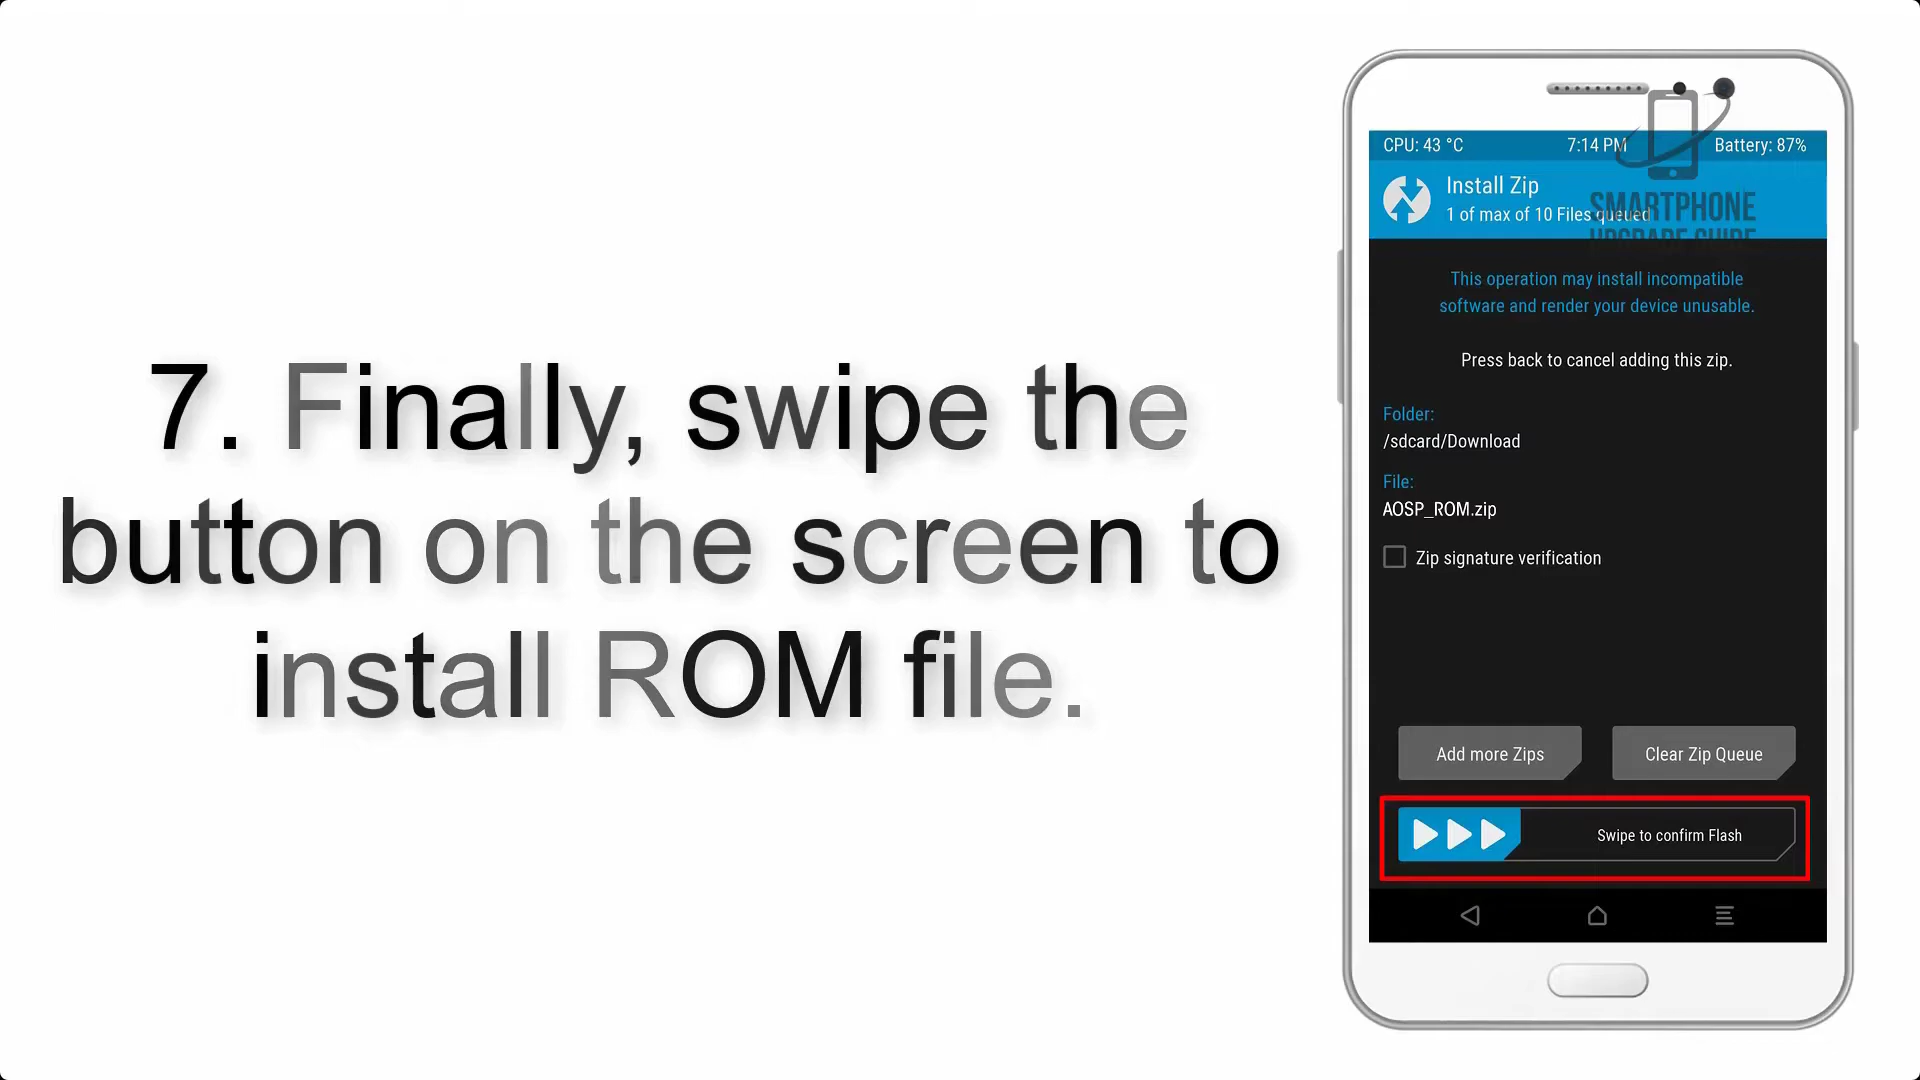 7. Finally, swipe the
button on the screen to
install ROM file.
CPU: 43 °C 7:14 PM Battery: 87%
Install Zip
1 of max of 10 Files queued
SMARTPHONE
UPGRADE GUIDE
This operation may install incompatible
software and render your device unusable.
Press back to cancel adding this zip.
Folder:
/sdcard/Download
File:
AOSP_ROM.zip
Zip signature verification
Add more Zips
Clear Zip Queue
Swipe to confirm Flash